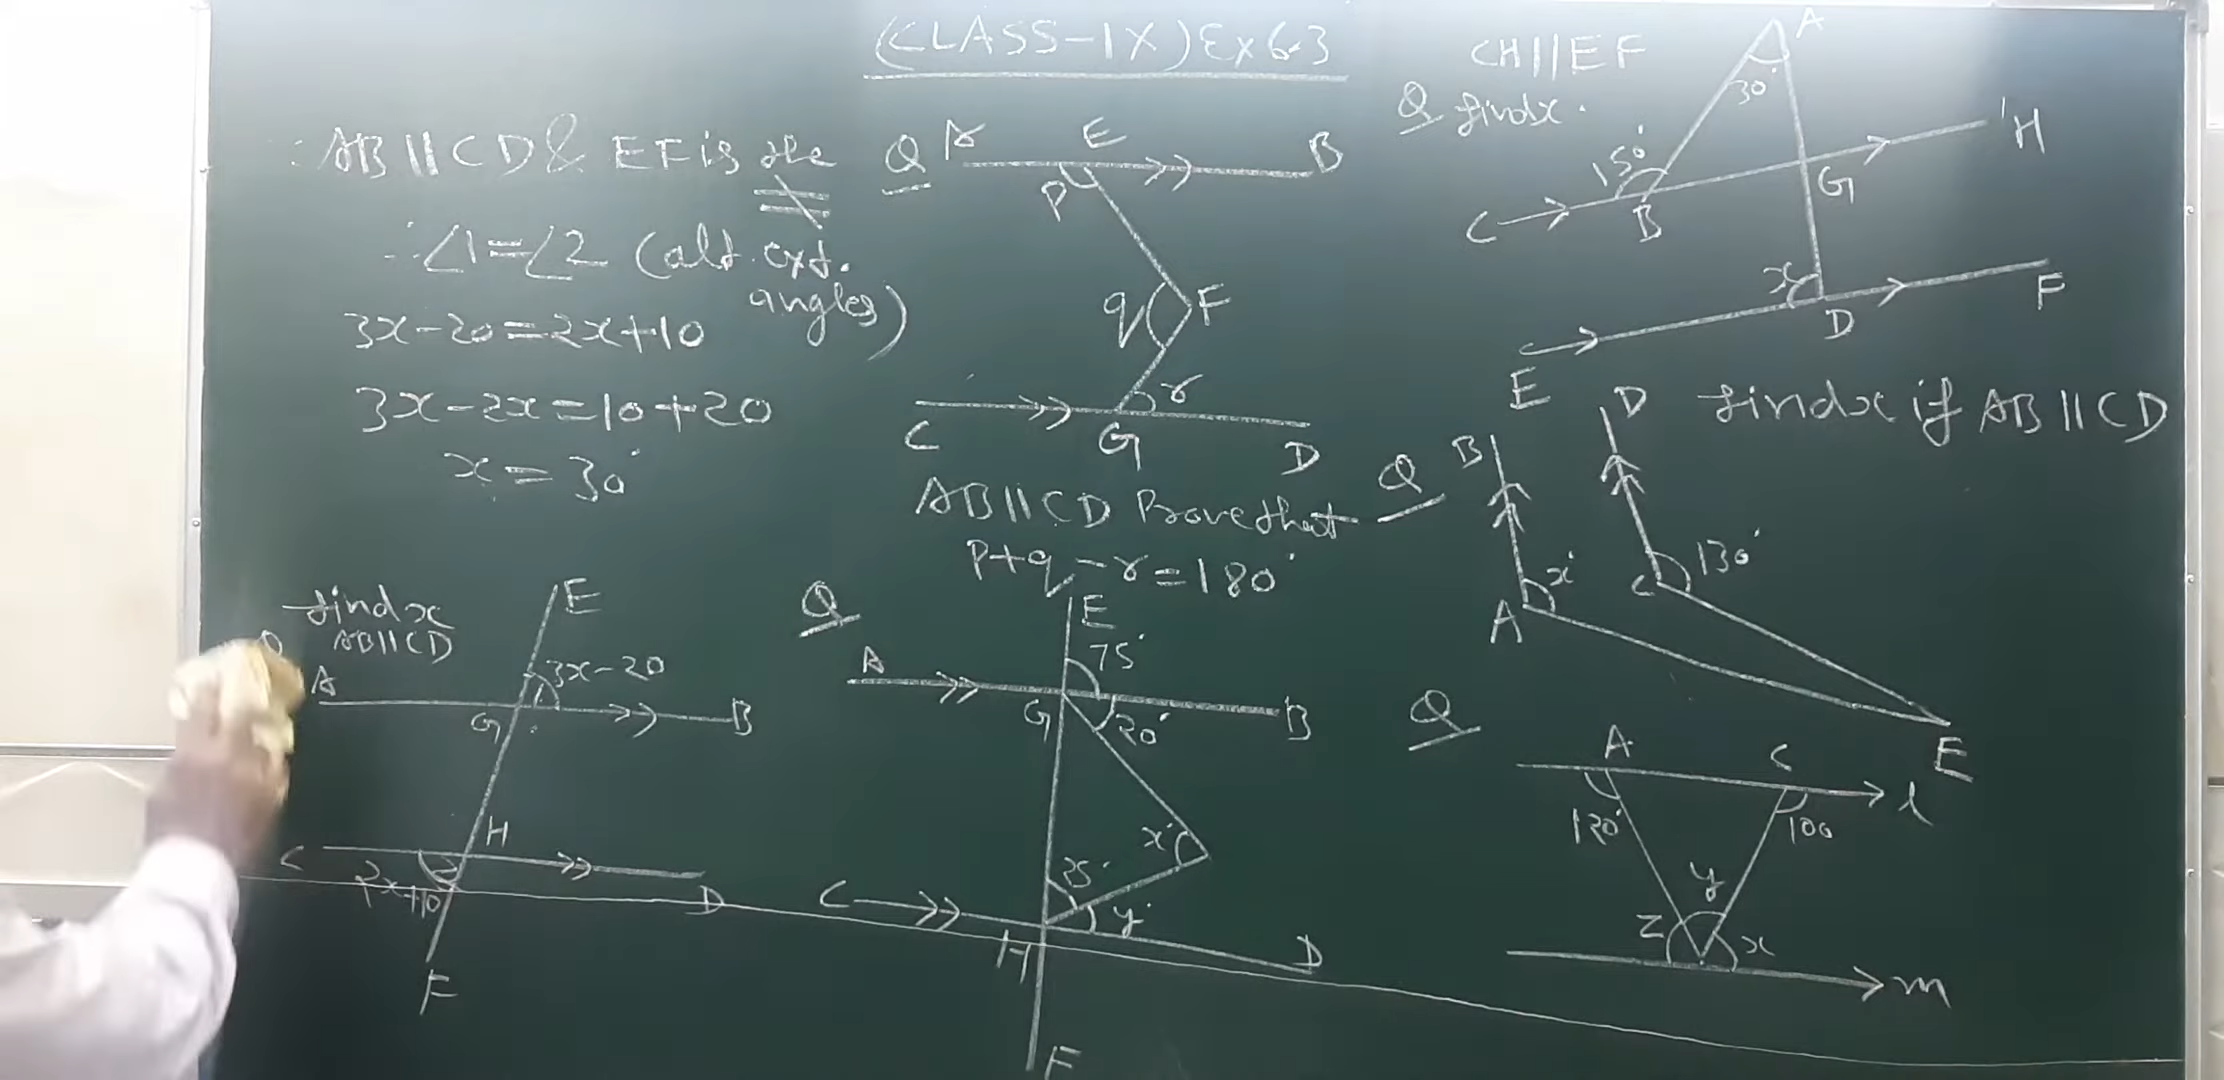 (CLASS-IX) Ex 6.3
∴ AB || CD & EF is the
∴ ∠1 = ∠2 (alt. ext. angles)
3x-20 = 2x+10
3x-2x = 10+20
x = 30°
find x
AB || CD
E
A
3x-20
1
G
B
H
C
2
2x+10
D
F
Q
A
E
B
P
q
F
r
C
G
D
AB || CD Prove that
p+q-r = 180°
Q
E
75°
A
G
20°
B
x°
25°
C
y°
H
D
F
CH || EF
Q find x.
A
30°
H
150°
G
C
B
x
F
D
E
find x if AB || CD
Q
B
D
x°
130°
A
C
E
Q
A
C
l
120°
100
y
z
x
m